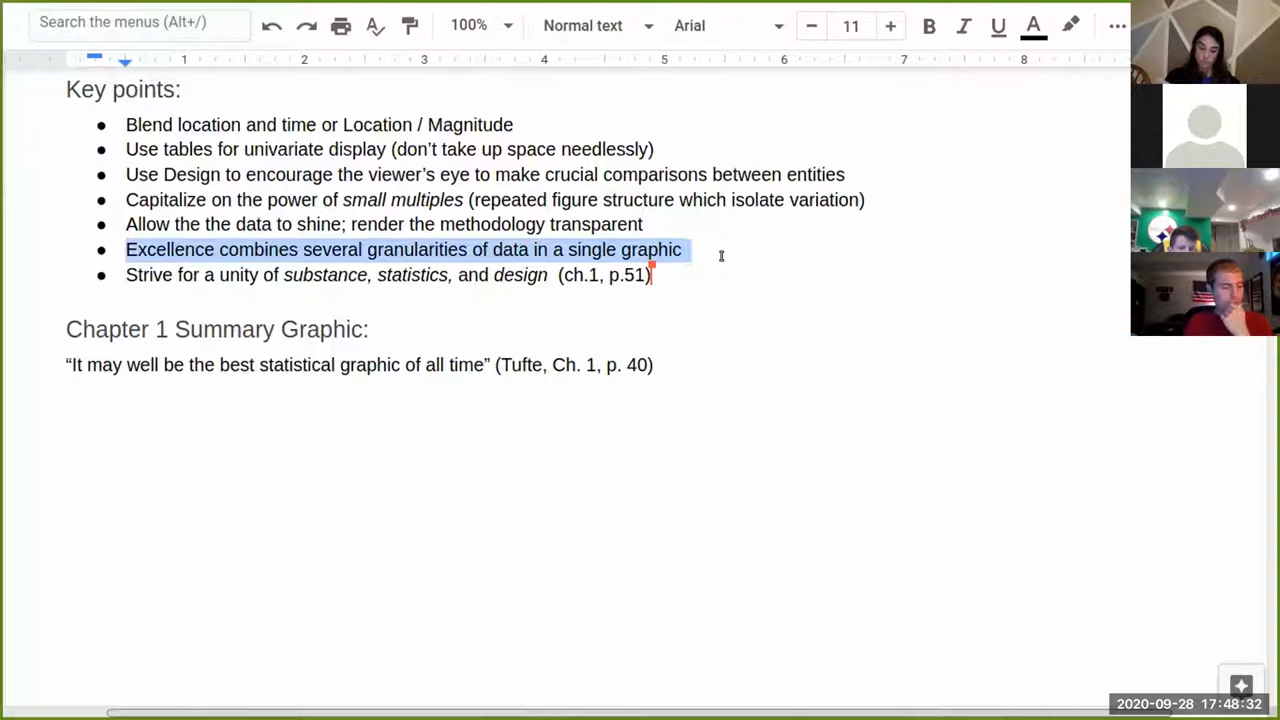 Search the menus (Alt+/)
100%
Normal text
Arial
11
B I U A
1 2 3 4 5 6 7 8
Key points:
● Blend location and time or Location / Magnitude
● Use tables for univariate display (don’t take up space needlessly)
● Use Design to encourage the viewer’s eye to make crucial comparisons between entities
● Capitalize on the power of small multiples (repeated figure structure which isolate variation)
● Allow the the data to shine; render the methodology transparent
● Excellence combines several granularities of data in a single graphic
● Strive for a unity of substance, statistics, and design (ch.1, p.51)
Chapter 1 Summary Graphic:
“It may well be the best statistical graphic of all time” (Tufte, Ch. 1, p. 40)
2020-09-28 17:48:32